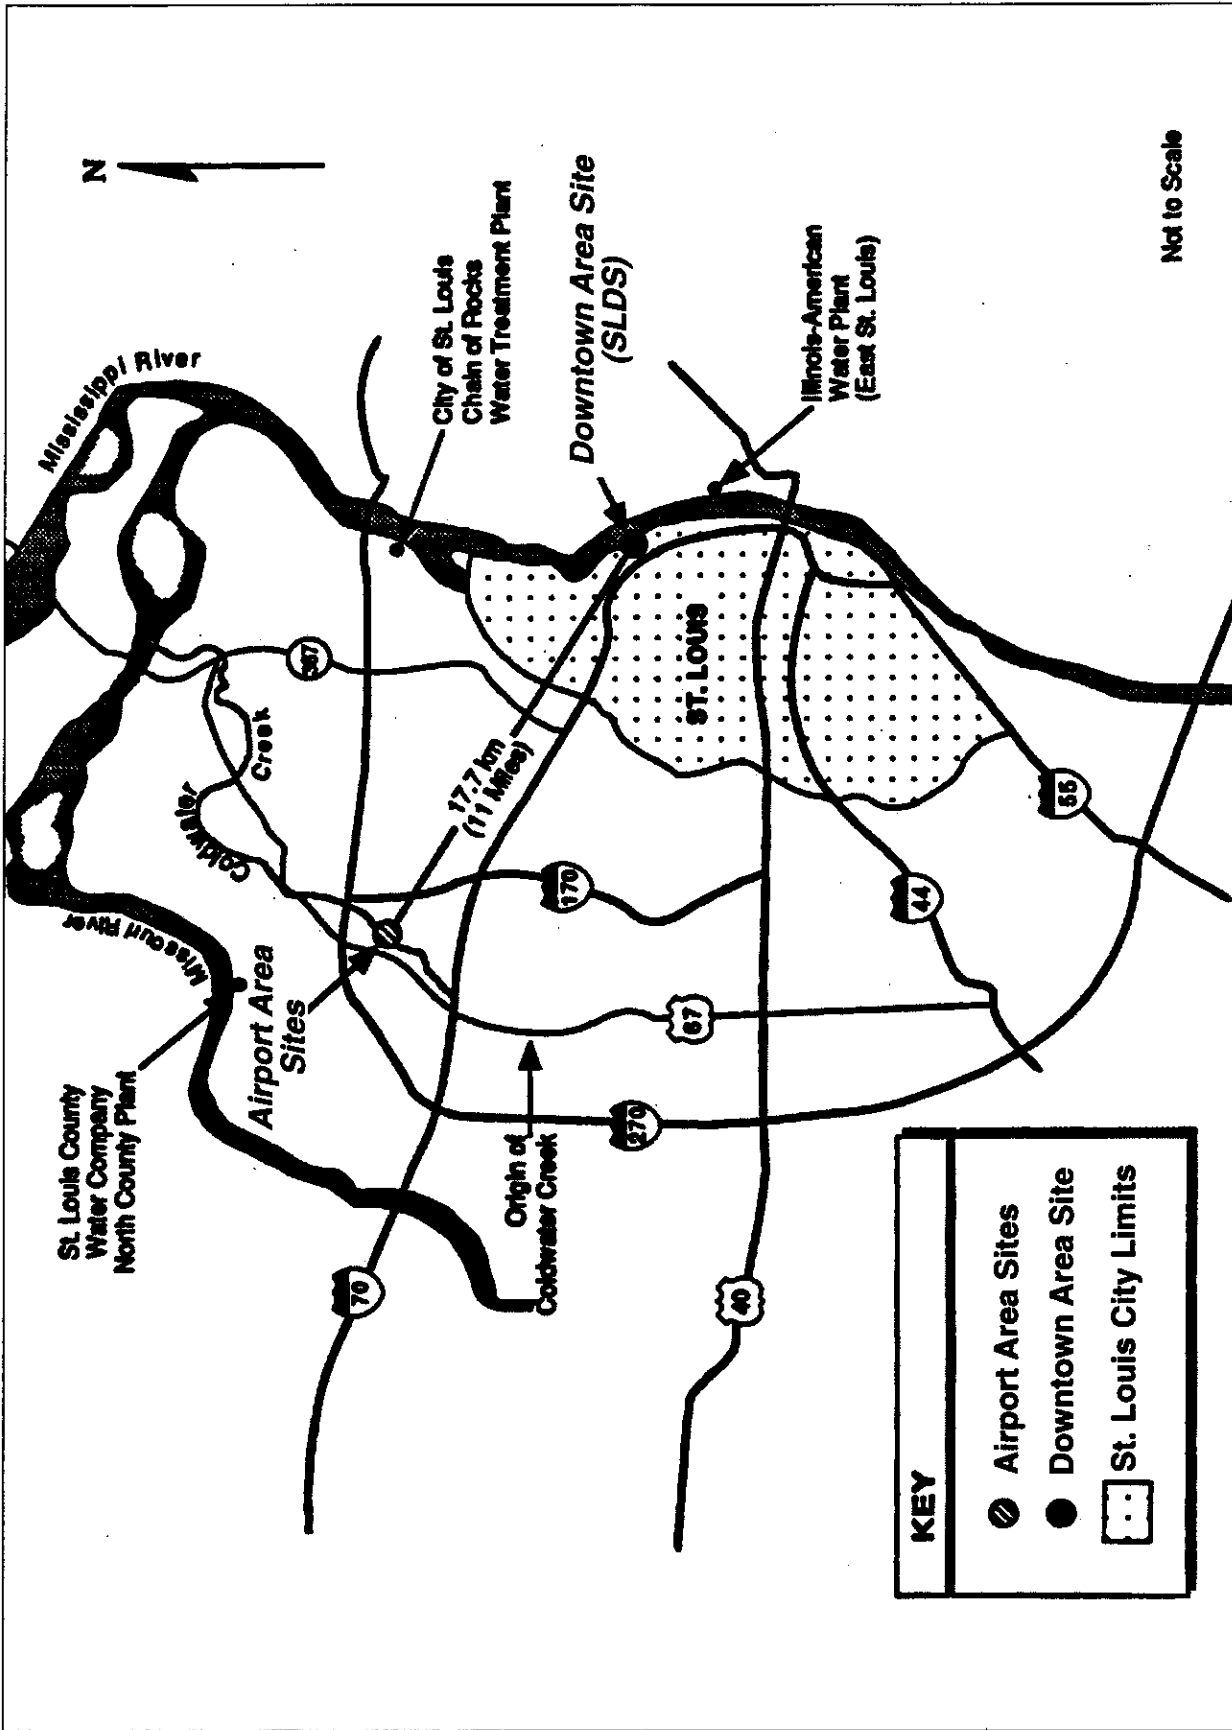 N
Mississippi River
Missouri River
St. Louis County
Water Company
North County Plant
Coldwater
Creek
367
City of St. Louis
Chain of Rocks
Water Treatment Plant
Airport Area
Sites
17.7 km
(11 Miles)
Downtown Area Site
(SLDS)
70
Origin of
Coldwater Creek
170
270
67
ST. LOUIS
Illinois-American
Water Plant
(East St. Louis)
40
44
55
KEY
Airport Area Sites
Downtown Area Site
St. Louis City Limits
Not to Scale